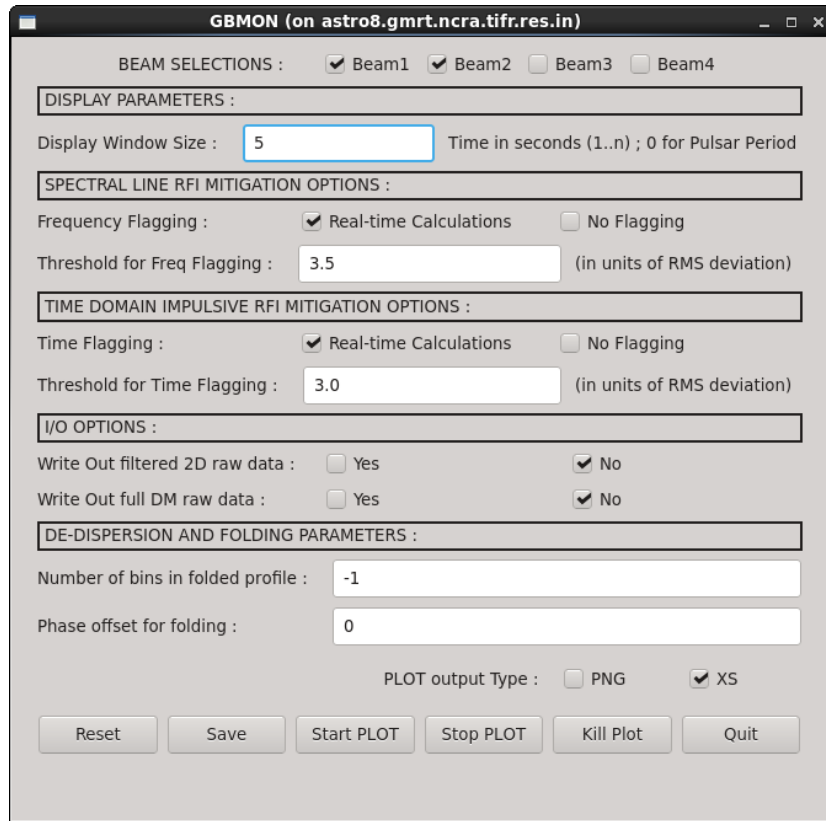 GBMON (on astro8.gmrt.ncra.tifr.res.in)
BEAM SELECTIONS : Beam1 Beam2 Beam3 Beam4
DISPLAY PARAMETERS :
Display Window Size : 5 Time in seconds (1..n) ; 0 for Pulsar Period
SPECTRAL LINE RFI MITIGATION OPTIONS :
Frequency Flagging : Real-time Calculations No Flagging
Threshold for Freq Flagging : 3.5 (in units of RMS deviation)
TIME DOMAIN IMPULSIVE RFI MITIGATION OPTIONS :
Time Flagging : Real-time Calculations No Flagging
Threshold for Time Flagging : 3.0 (in units of RMS deviation)
I/O OPTIONS :
Write Out filtered 2D raw data : Yes No
Write Out full DM raw data : Yes No
DE-DISPERSION AND FOLDING PARAMETERS :
Number of bins in folded profile : -1
Phase offset for folding : 0
PLOT output Type : PNG XS
Reset Save Start PLOT Stop PLOT Kill Plot Quit